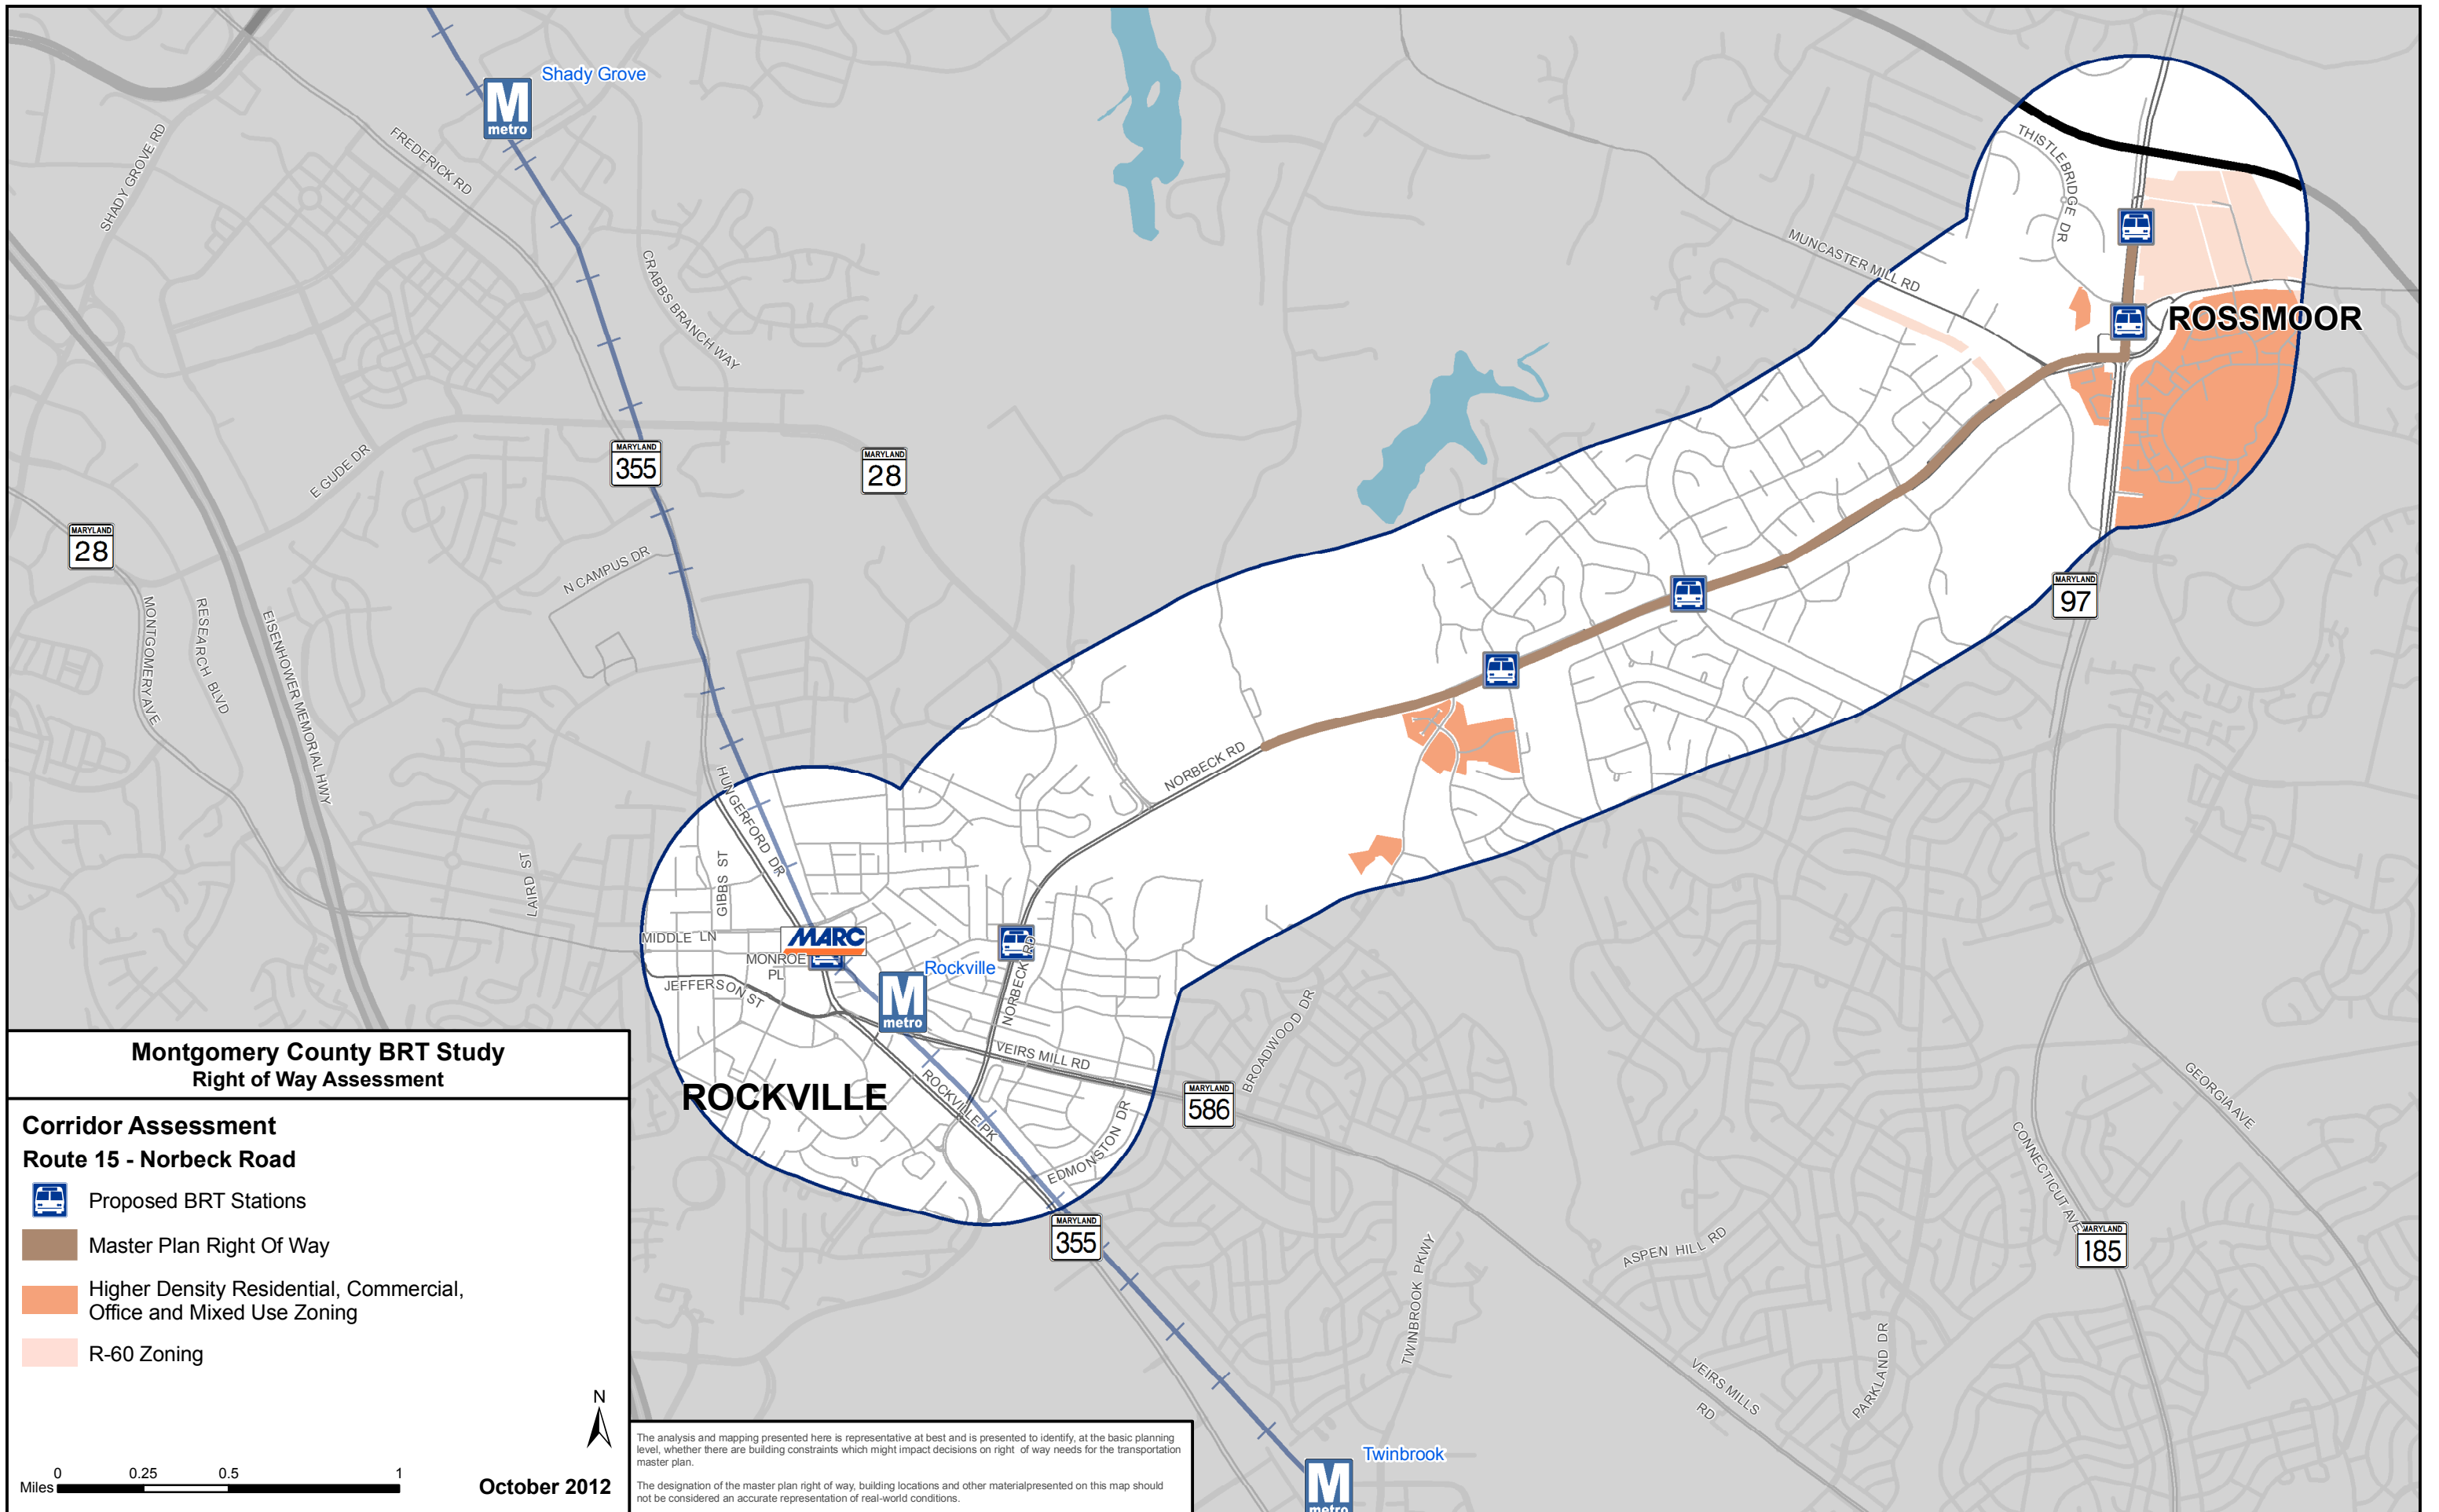 Shady Grove
M
metro
SHADY GROVE RD
FREDERICK RD
CRABBS BRANCH WAY
THISTLEBRIDGE DR
MUNCASTER MILL RD
ROSSMOOR
MARYLAND
355
MARYLAND
28
E GUDE DR
MARYLAND
28
N CAMPUS DR
MONTGOMERY AVE
RESEARCH BLVD
EISENHOWER MEMORIAL HWY
MARYLAND
97
NORBECK RD
HUNGERFORD DR
LAIRD ST
GIBBS ST
MIDDLE LN
MARC
MONROE
PL
JEFFERSON ST
Rockville
M
metro
NORBECK RD
VEIRS MILL RD
ROCKVILLE PK
ROCKVILLE
EDMONSTON DR
MARYLAND
586
BROADWOOD DR
MARYLAND
355
GEORGIA AVE
CONNECTICUT AVE
MARYLAND
185
ASPEN HILL RD
TWINBROOK PKWY
VEIRS MILLS
RD
PARKLAND DR
Twinbrook
M
metro
Montgomery County BRT Study
Right of Way Assessment
Corridor Assessment
Route 15 - Norbeck Road
Proposed BRT Stations
Master Plan Right Of Way
Higher Density Residential, Commercial,
Office and Mixed Use Zoning
R-60 Zoning
N
0 0.25 0.5 1
Miles
October 2012
The analysis and mapping presented here is representative at best and is presented to identify, at the basic planning
level, whether there are building constraints which might impact decisions on right of way needs for the transportation
master plan.
The designation of the master plan right of way, building locations and other materialpresented on this map should
not be considered an accurate representation of real-world conditions.